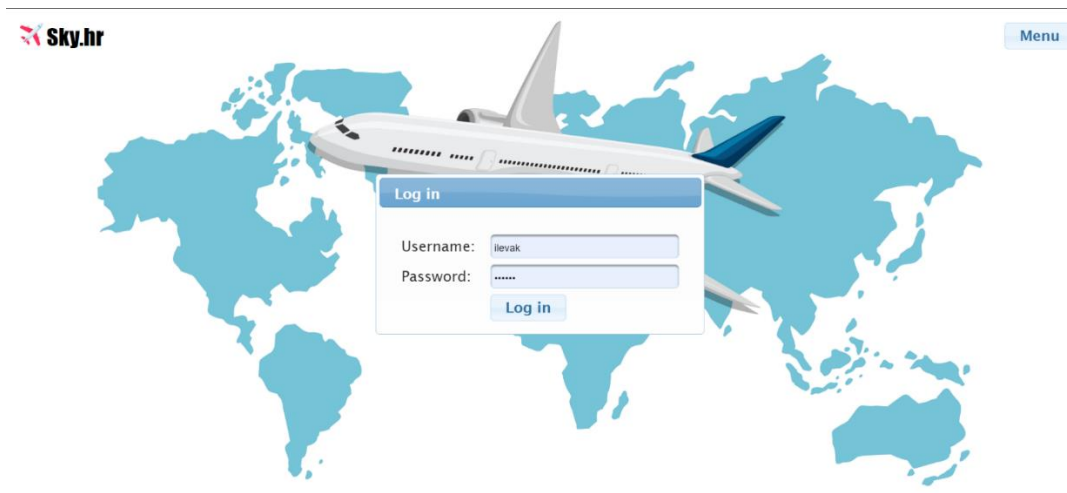 Sky.hr
Menu
Log in
Username: ilevak
Password: ······
Log in